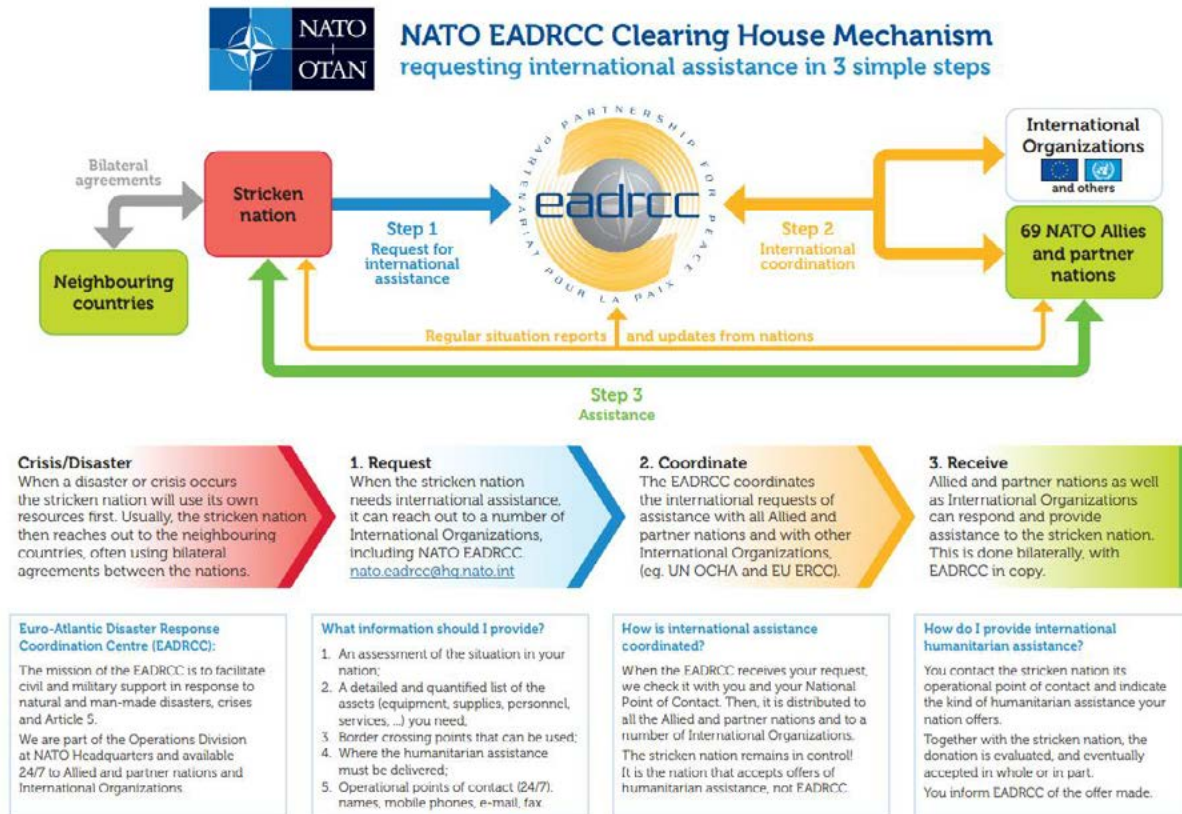 NATO
OTAN
NATO EADRCC Clearing House Mechanism
requesting international assistance in 3 simple steps
Bilateral
agreements
Stricken
nation
Neighbouring
countries
Step 1
Request for
international
assistance
PARTNERSHIP FOR PEACE
PARTENARIAT POUR LA PAIX
eadrcc
Step 2
International
coordination
International
Organizations
and others
69 NATO Allies
and partner
nations
Regular situation reports and updates from nations
Step 3
Assistance
Crisis/Disaster
When a disaster or crisis occurs
the stricken nation will use its own
resources first. Usually, the stricken nation
then reaches out to the neighbouring
countries, often using bilateral
agreements between the nations.
1. Request
When the stricken nation
needs international assistance,
it can reach out to a number of
International Organizations,
including NATO EADRCC.
nato.eadrcc@hq.nato.int
2. Coordinate
The EADRCC coordinates
the international requests of
assistance with all Allied and
partner nations and with other
International Organizations,
(eg. UN OCHA and EU ERCC).
3. Receive
Allied and partner nations as well
as International Organizations
can respond and provide
assistance to the stricken nation.
This is done bilaterally, with
EADRCC in copy.
Euro-Atlantic Disaster Response
Coordination Centre (EADRCC):
The mission of the EADRCC is to facilitate
civil and military support in response to
natural and man-made disasters, crises
and Article 5.
We are part of the Operations Division
at NATO Headquarters and available
24/7 to Allied and partner nations and
International Organizations.
What information should I provide?
1. An assessment of the situation in your
nation;
2. A detailed and quantified list of the
assets (equipment, supplies, personnel,
services, ...) you need;
3. Border crossing points that can be used;
4. Where the humanitarian assistance
must be delivered;
5. Operational points of contact (24/7).
names, mobile phones, e-mail, fax.
How is international assistance
coordinated?
When the EADRCC receives your request,
we check it with you and your National
Point of Contact. Then, it is distributed to
all the Allied and partner nations and to a
number of International Organizations.
The stricken nation remains in control!
It is the nation that accepts offers of
humanitarian assistance, not EADRCC.
How do I provide international
humanitarian assistance?
You contact the stricken nation its
operational point of contact and indicate
the kind of humanitarian assistance your
nation offers.
Together with the stricken nation, the
donation is evaluated, and eventually
accepted in whole or in part.
You inform EADRCC of the offer made.